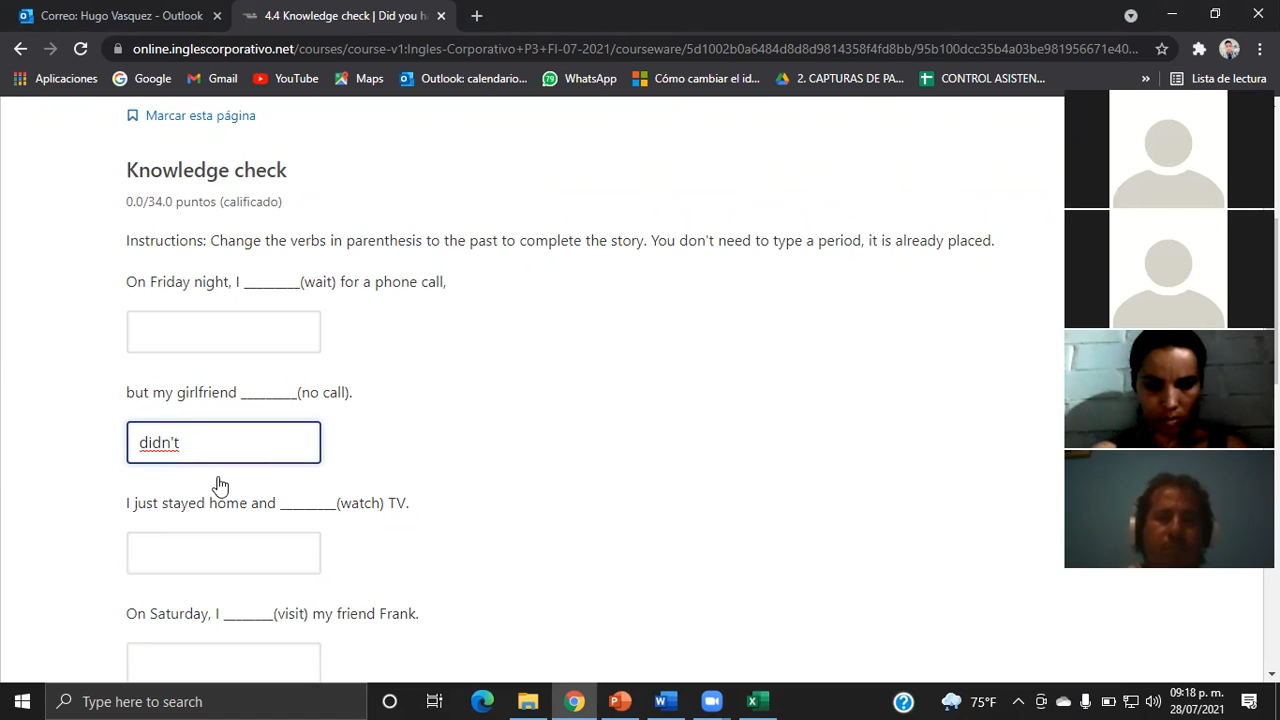 Correo: Hugo Vasquez - Outlook
4.4 Knowledge check | Did you ha
online.inglescorporativo.net/courses/course-v1:Ingles-Corporativo+P3+FI-07-2021/courseware/5d1002b0a6484d8d8d9814358f4fd8bb/95b100dcc35b4a03be981956671e40...
Aplicaciones
Google
Gmail
YouTube
Maps
Outlook: calendario...
WhatsApp
Cómo cambiar el id...
2. CAPTURAS DE PA...
CONTROL ASISTEN...
»
Lista de lectura
Marcar esta página
Knowledge check
0.0/34.0 puntos (calificado)
Instructions: Change the verbs in parenthesis to the past to complete the story. You don't need to type a period, it is already placed.
On Friday night, I ________(wait) for a phone call,
but my girlfriend ________(no call).
didn't
I just stayed home and ________(watch) TV.
On Saturday, I _______(visit) my friend Frank.
Type here to search
75°F
09:18 p. m.
28/07/2021